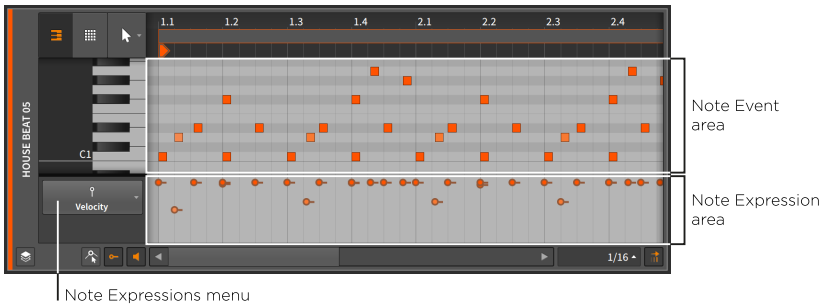 1.1 1.2 1.3 1.4 2.1 2.2 2.3 2.4
HOUSE BEAT 05
C1
Note Event
area
Velocity
Note Expression
area
1/16
Note Expressions menu